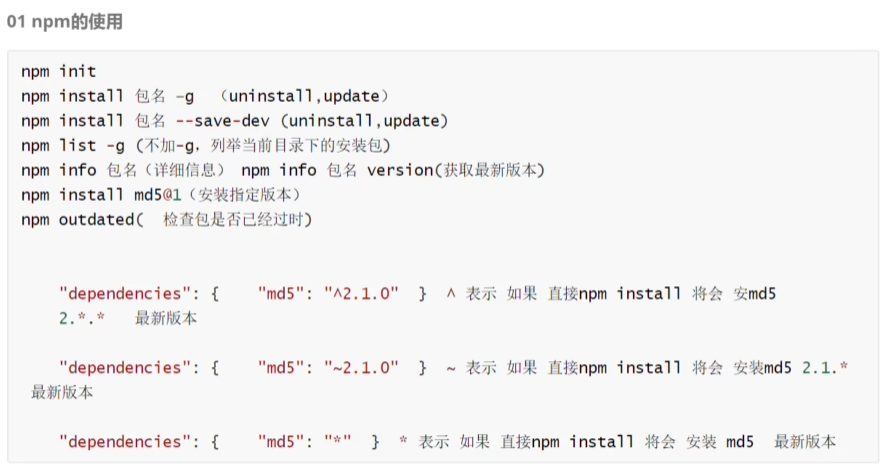 01 npm的使用
npm init
npm install 包名 –g （uninstall,update）
npm install 包名 --save-dev (uninstall,update)
npm list -g (不加-g，列举当前目录下的安装包)
npm info 包名（详细信息） npm info 包名 version(获取最新版本)
npm install md5@1（安装指定版本）
npm outdated( 检查包是否已经过时)
"dependencies": { "md5": "^2.1.0" } ^ 表示 如果 直接npm install 将会 安md5
2.*.* 最新版本
"dependencies": { "md5": "~2.1.0" } ~ 表示 如果 直接npm install 将会 安装md5 2.1.*
最新版本
"dependencies": { "md5": "*" } * 表示 如果 直接npm install 将会 安装 md5 最新版本